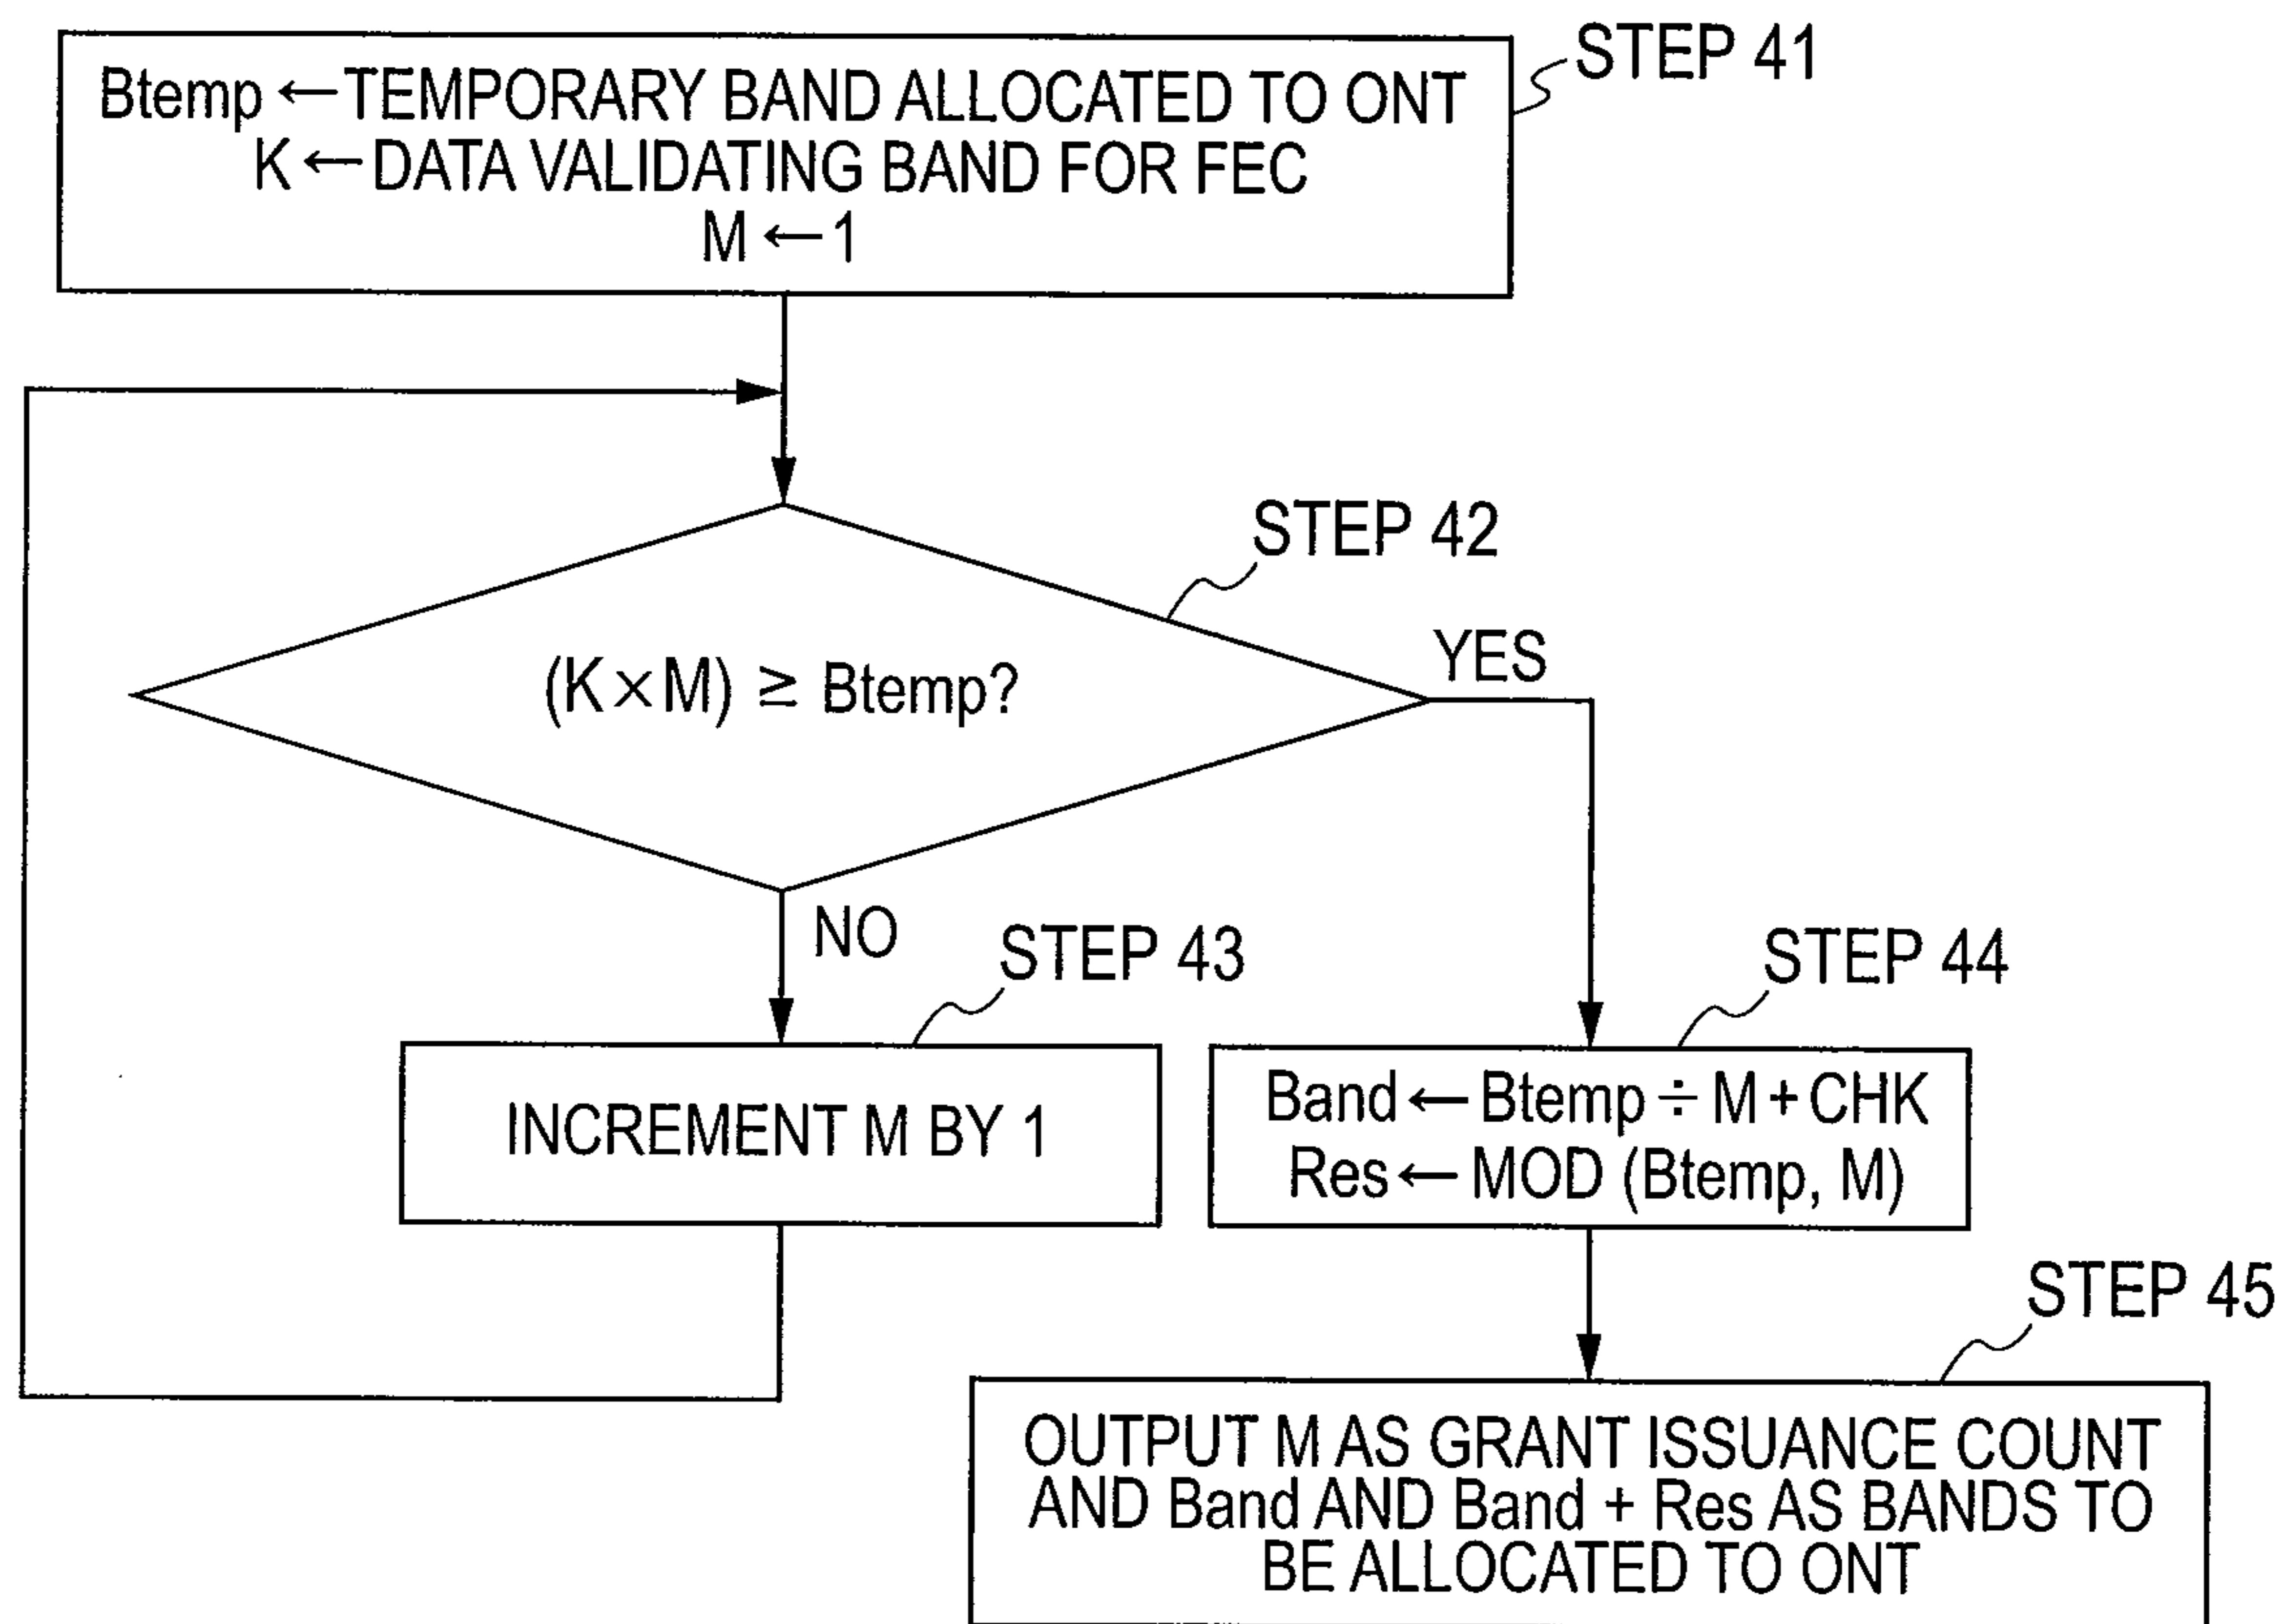 STEP 41
Btemp ← TEMPORARY BAND ALLOCATED TO ONT
K ← DATA VALIDATING BAND FOR FEC
M ← 1
STEP 42
(K × M) ≧ Btemp?
YES
NO
STEP 43
INCREMENT M BY 1
STEP 44
Band ← Btemp ÷ M + CHK
Res ← MOD (Btemp, M)
STEP 45
OUTPUT M AS GRANT ISSUANCE COUNT
AND Band AND Band + Res AS BANDS TO
BE ALLOCATED TO ONT